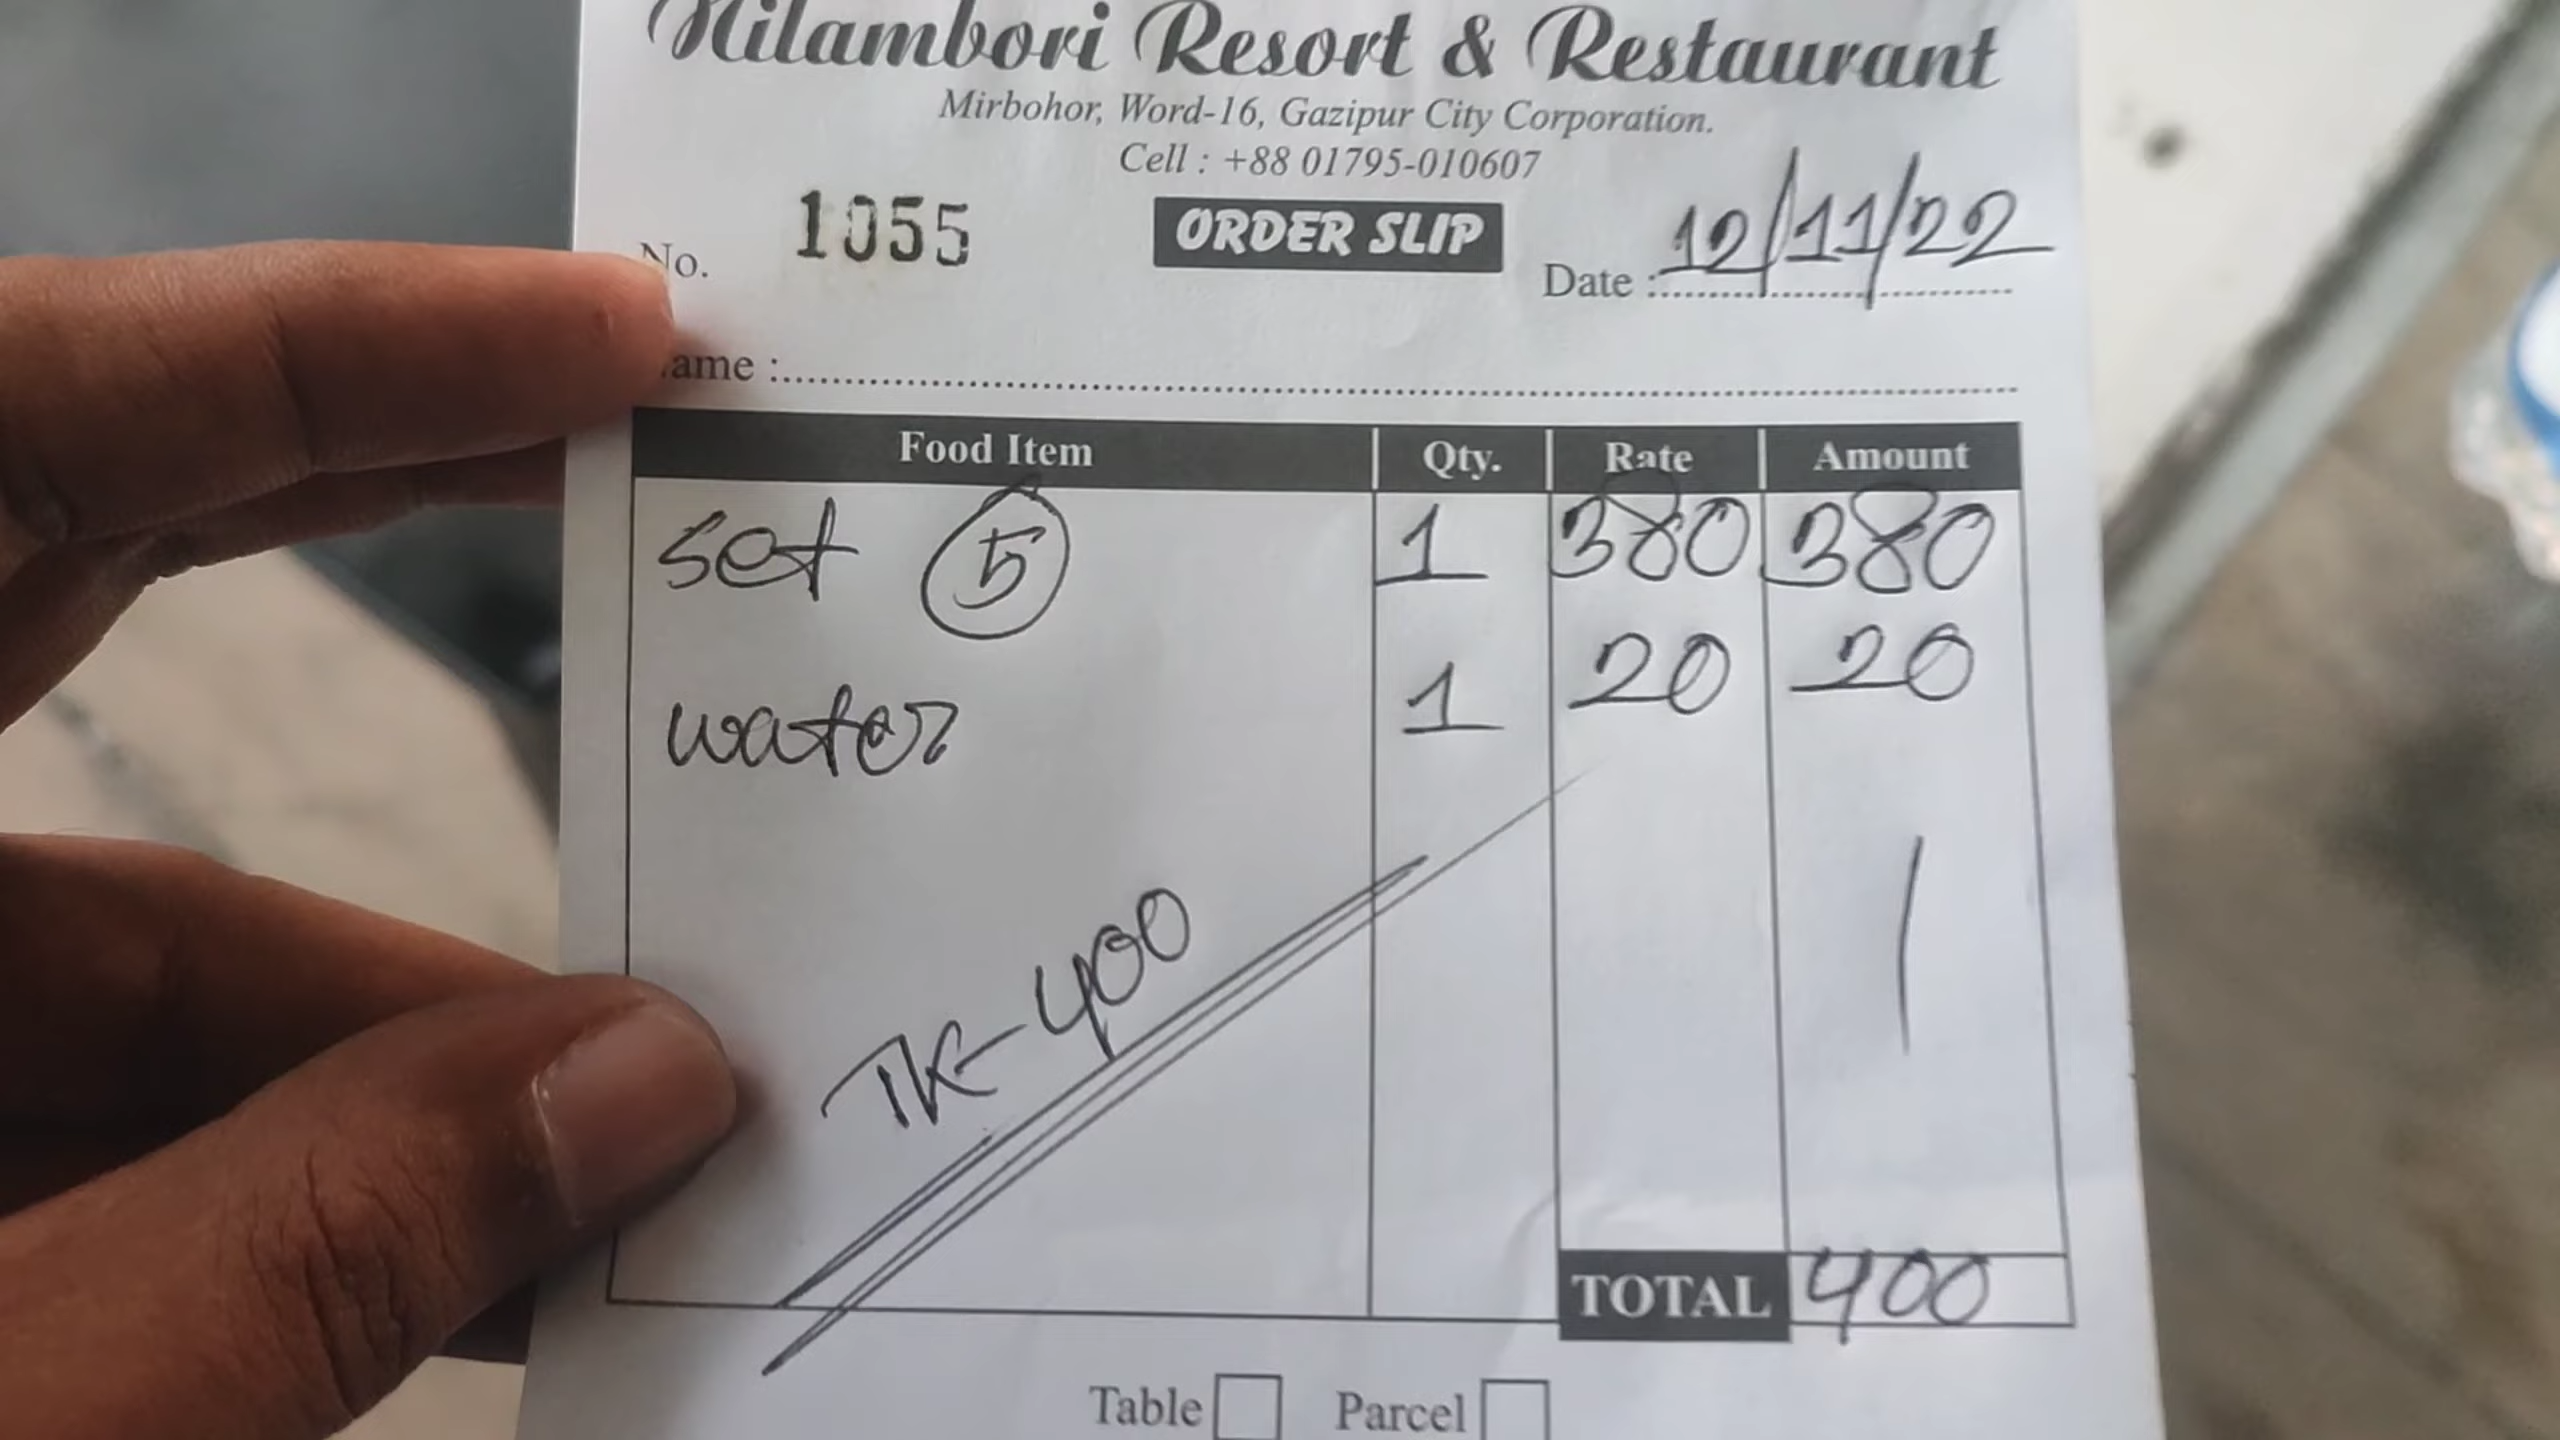 Nilambori Resort & Restaurant
Mirbohor, Word-16, Gazipur City Corporation.
Cell : +88 01795-010607
No. 1055 ORDER SLIP Date : 12/11/22
ame :
Food Item Qty. Rate Amount
set 5 1 380 380
water 1 20 20
TK-400
TOTAL 400
Table Parcel